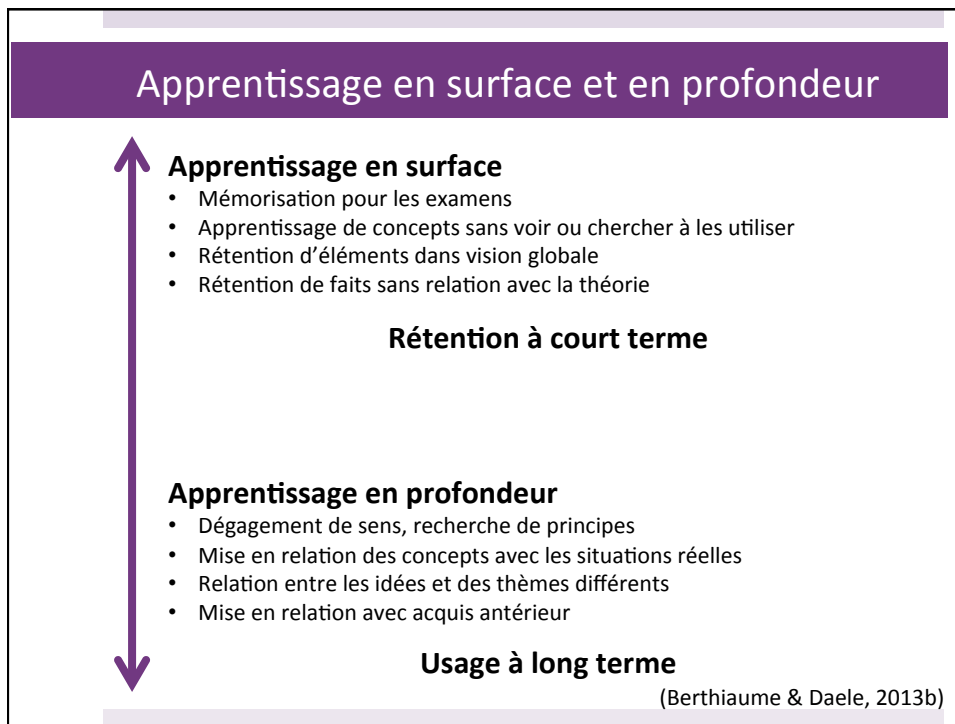 Apprentissage en surface et en profondeur
Apprentissage en surface
• Mémorisation pour les examens
• Apprentissage de concepts sans voir ou chercher à les utiliser
• Rétention d'éléments dans vision globale
• Rétention de faits sans relation avec la théorie
Rétention à court terme
Apprentissage en profondeur
• Dégagement de sens, recherche de principes
• Mise en relation des concepts avec les situations réelles
• Relation entre les idées et des thèmes différents
• Mise en relation avec acquis antérieur
Usage à long terme
(Berthiaume & Daele, 2013b)